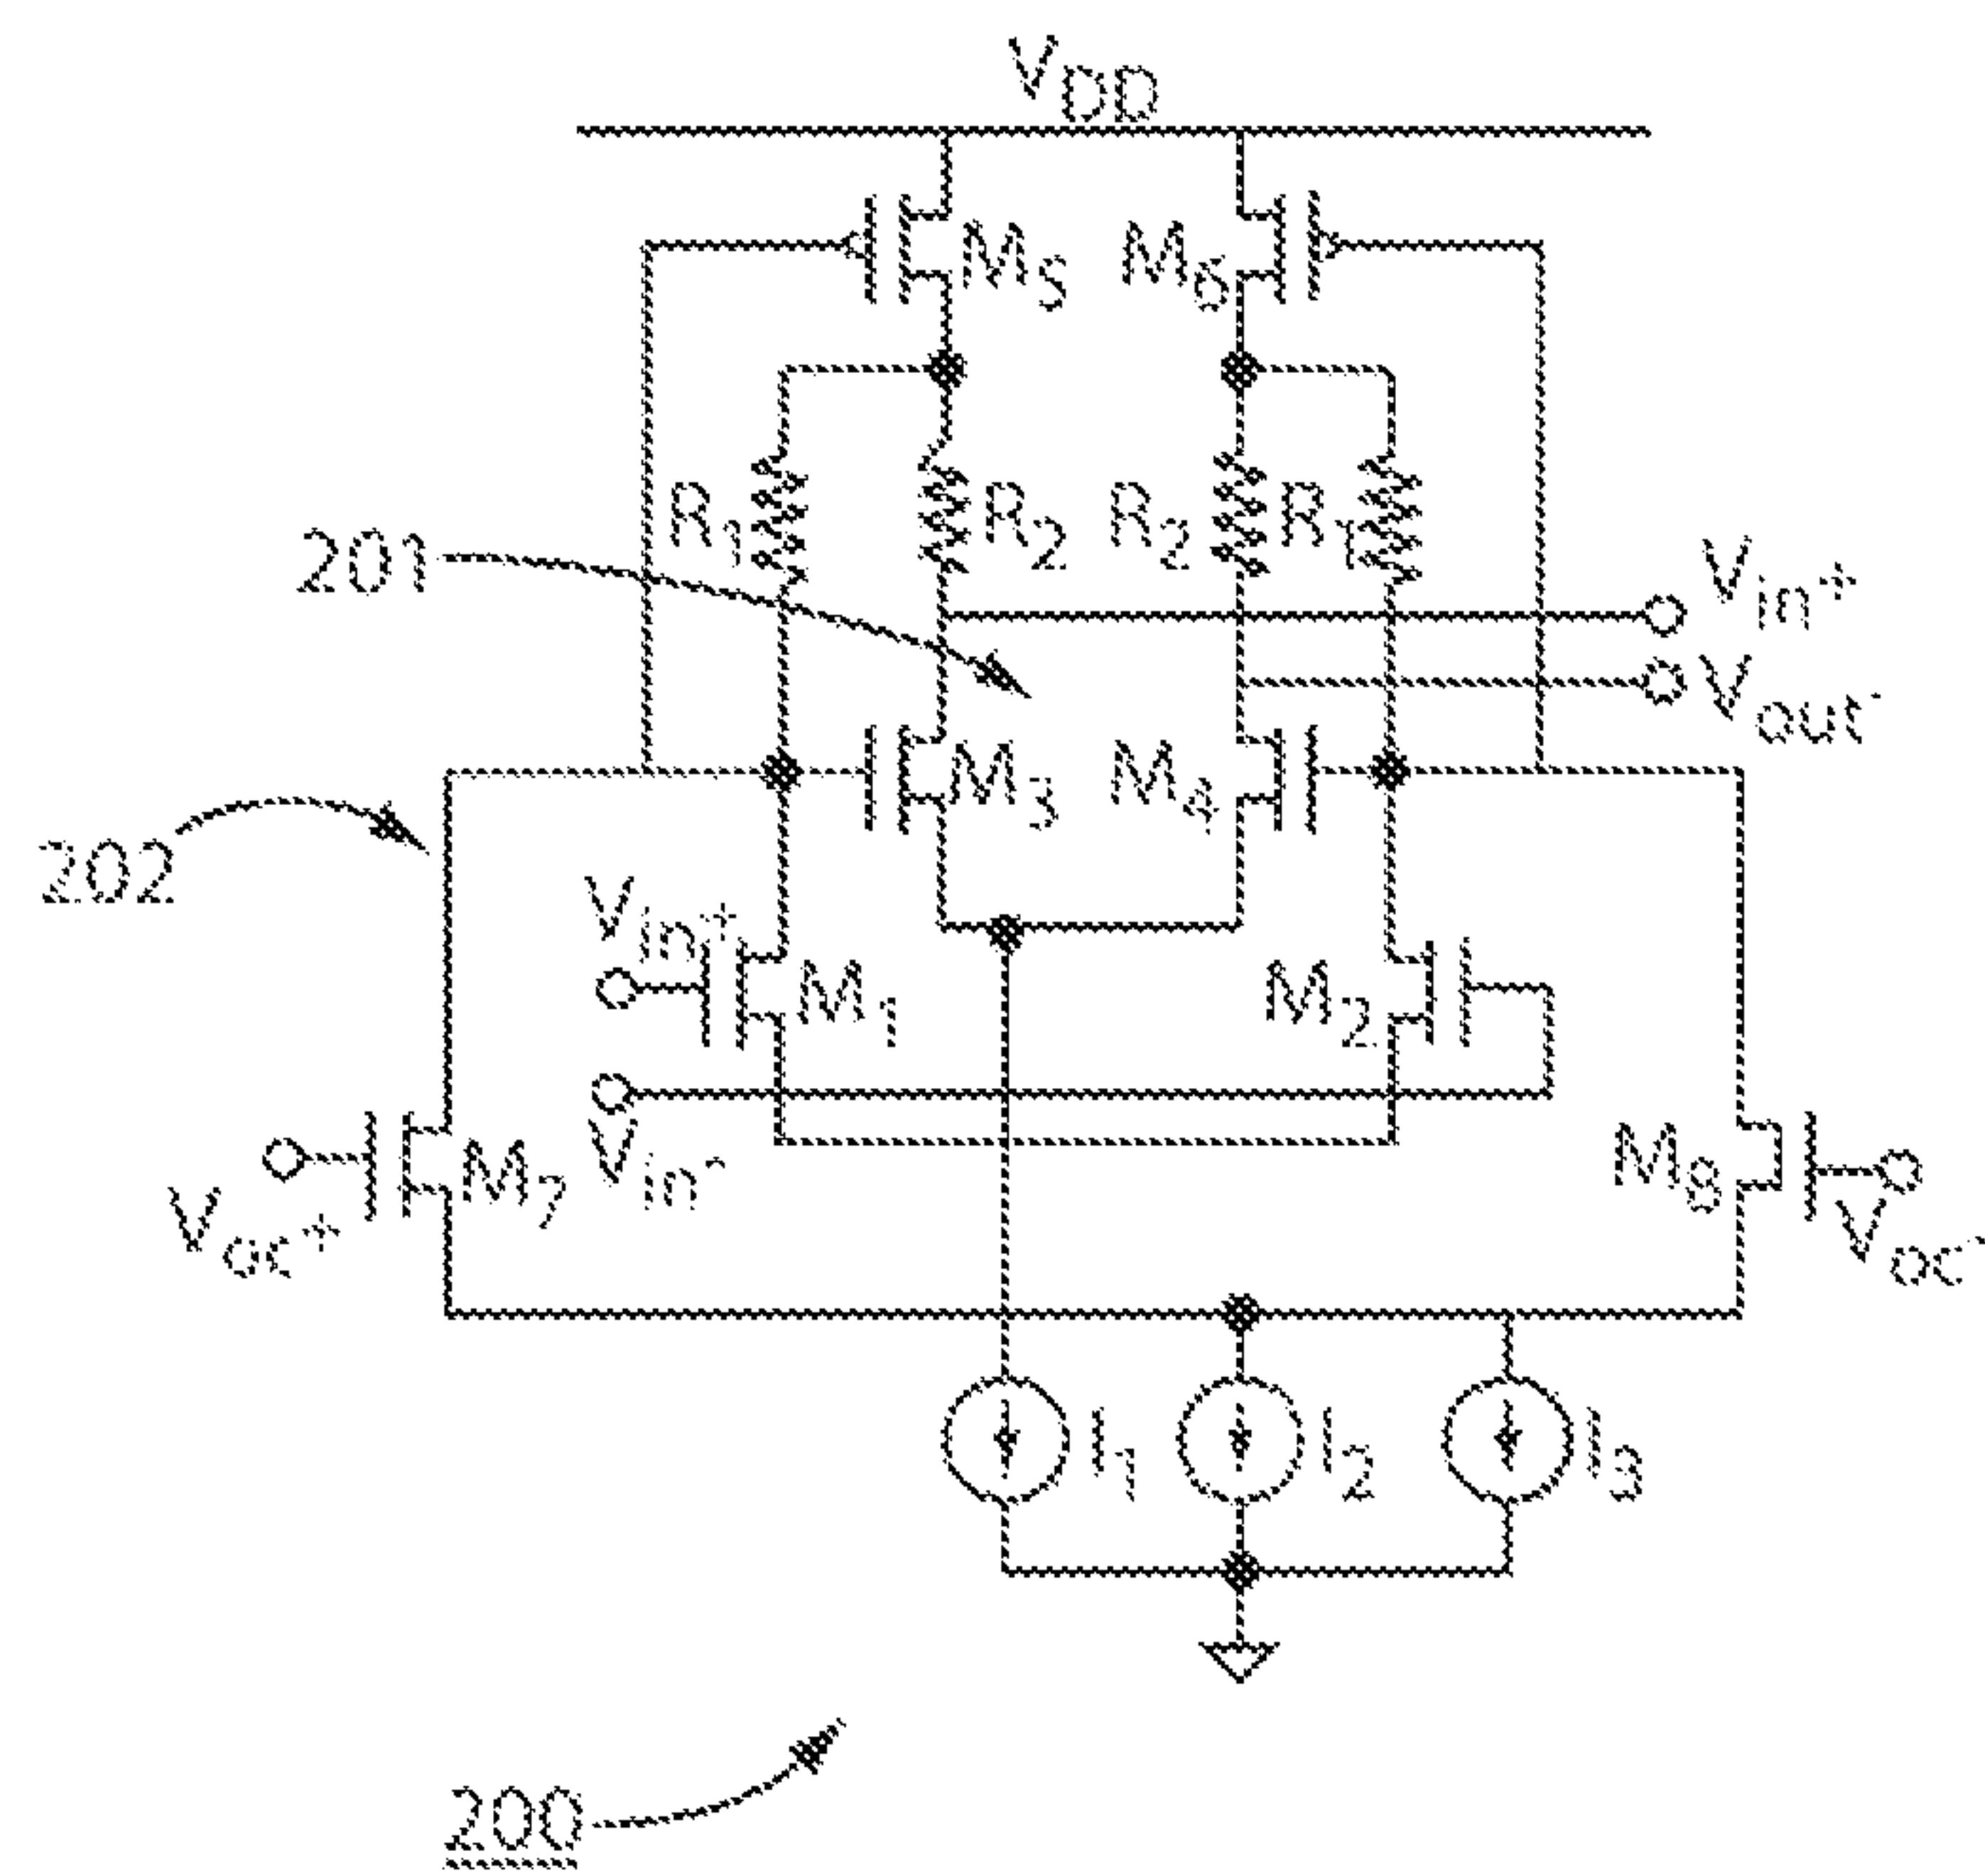 VDD
M5 M6
R1 R2 R2 R1
201
Vin+
Vout-
M3 M4
202
Vin+
M1 M2
Vin-
M7 M8
Voc+
Voc-
I1 I2 I3
200